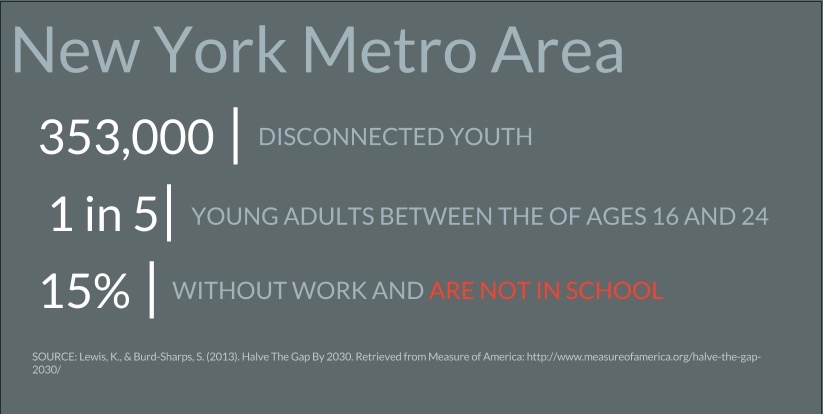 New York Metro Area
353,000 | DISCONNECTED YOUTH
1 in 5 | YOUNG ADULTS BETWEEN THE OF AGES 16 AND 24
15% | WITHOUT WORK AND ARE NOT IN SCHOOL
SOURCE: Lewis, K., & Burd-Sharps, S. (2013). Halve The Gap By 2030. Retrieved from Measure of America: http://www.measureofamerica.org/halve-the-gap-
2030/